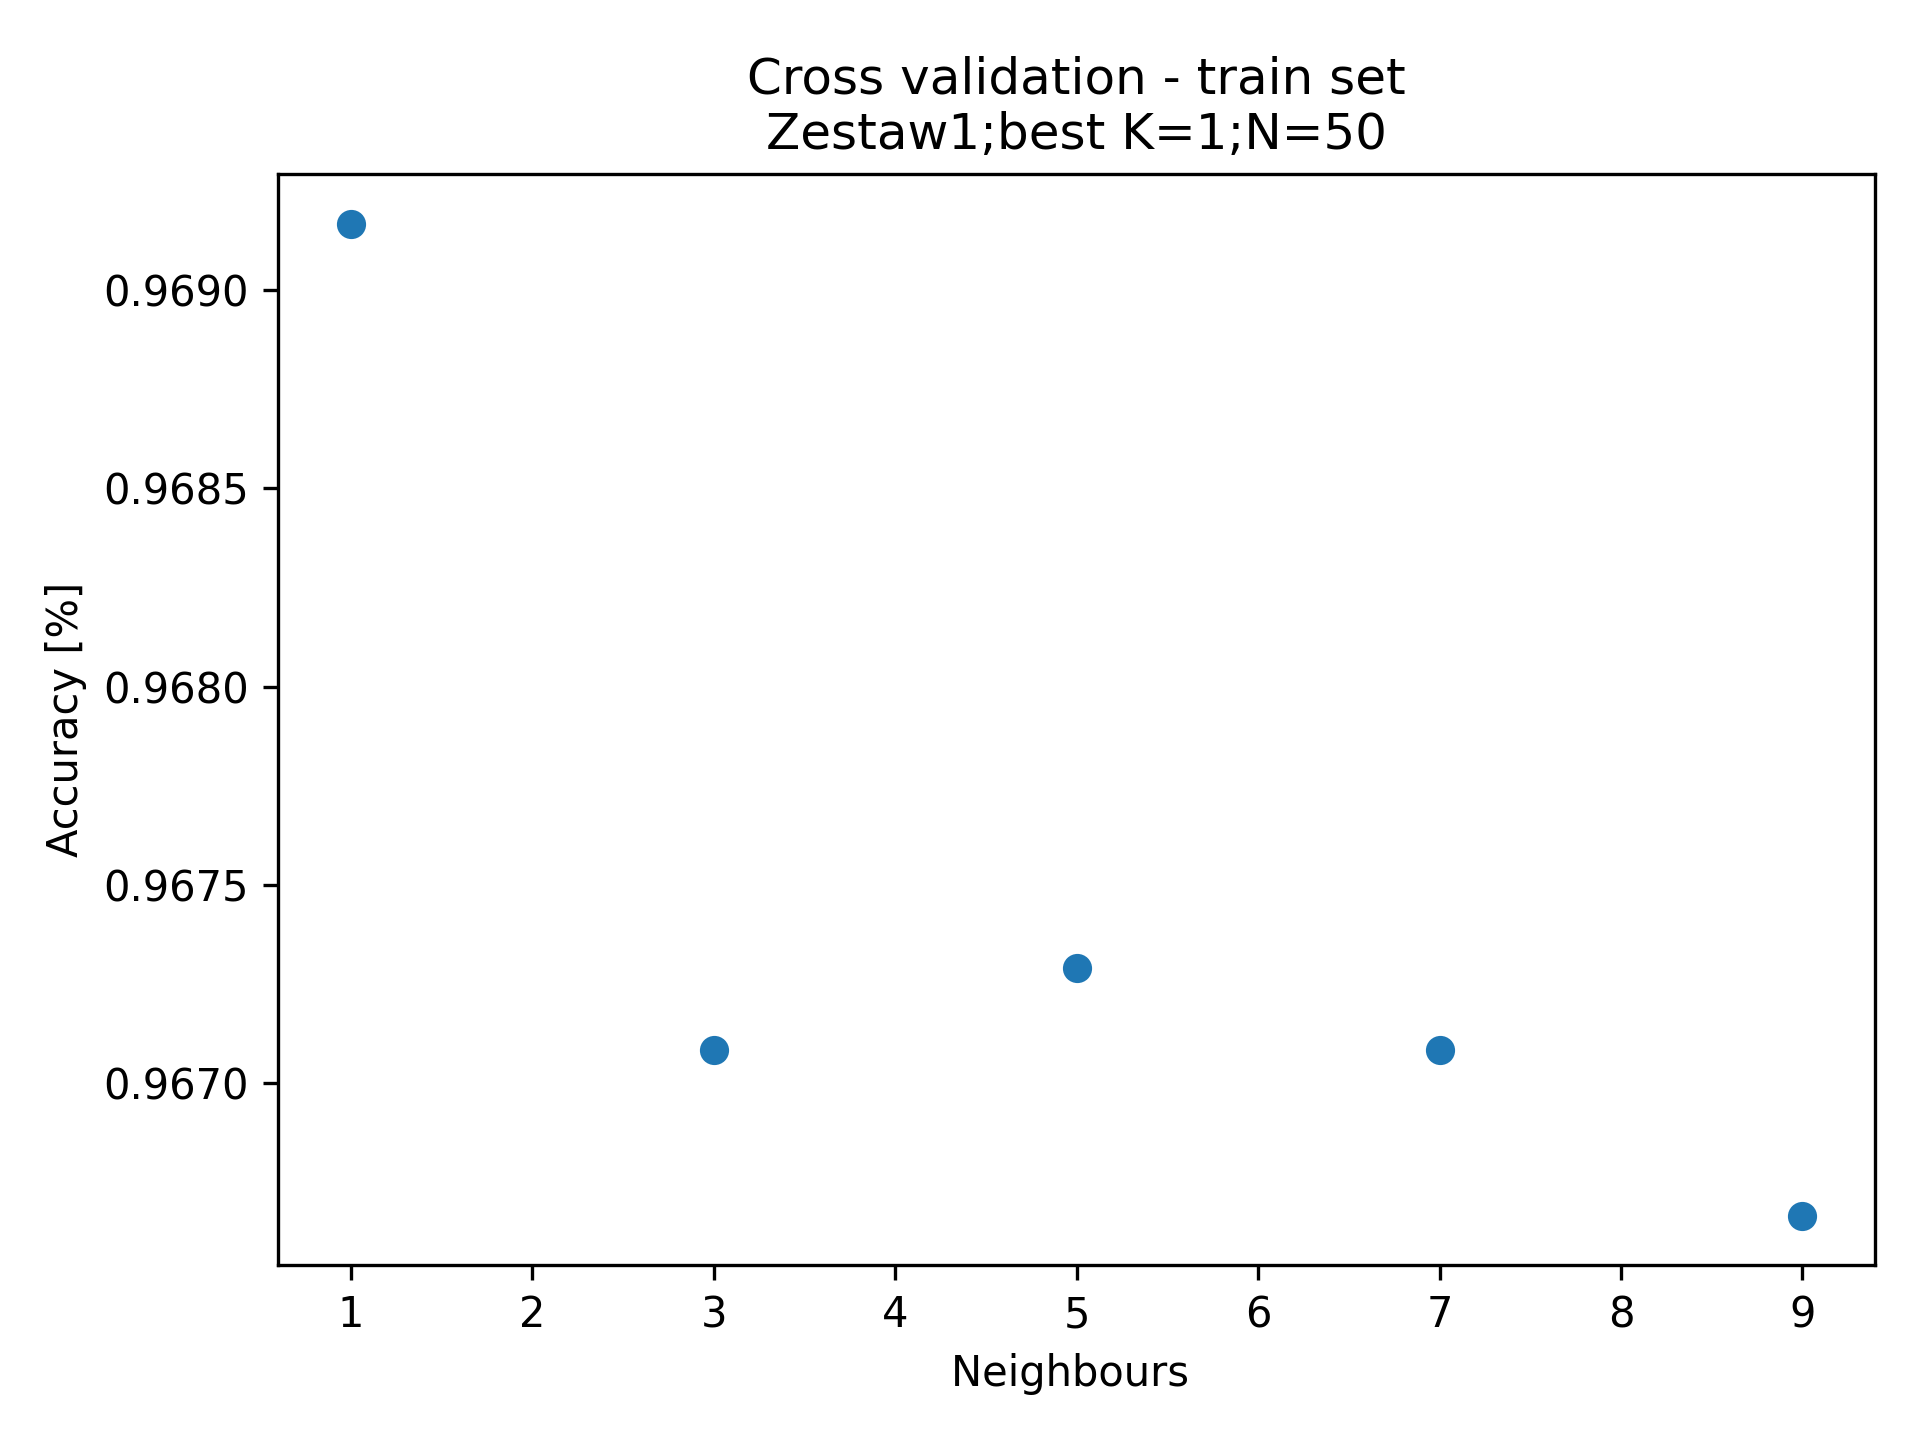 Cross validation - train set
Zestaw1;best K=1;N=50
0.9690
0.9685
0.9680
0.9675
0.9670
Accuracy [%]
1 2 3 4 5 6 7 8 9
Neighbours